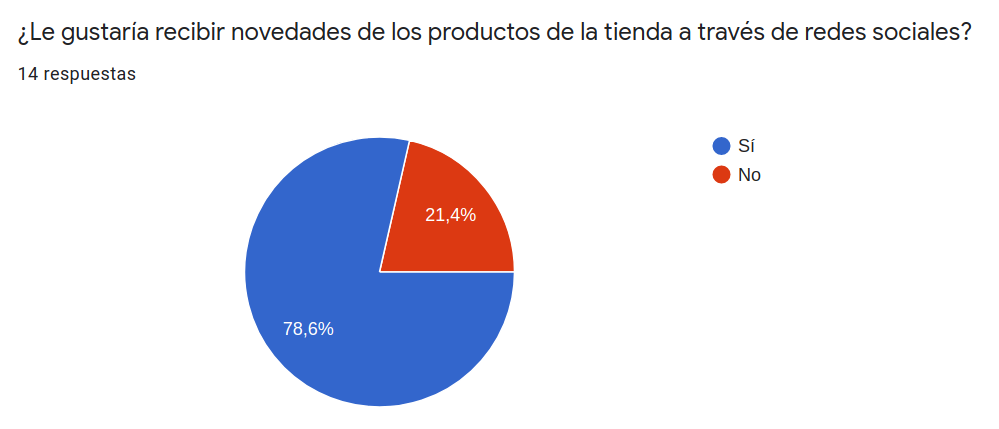 ¿Le gustaría recibir novedades de los productos de la tienda a través de redes sociales?
14 respuestas
Sí
No
21,4%
78,6%